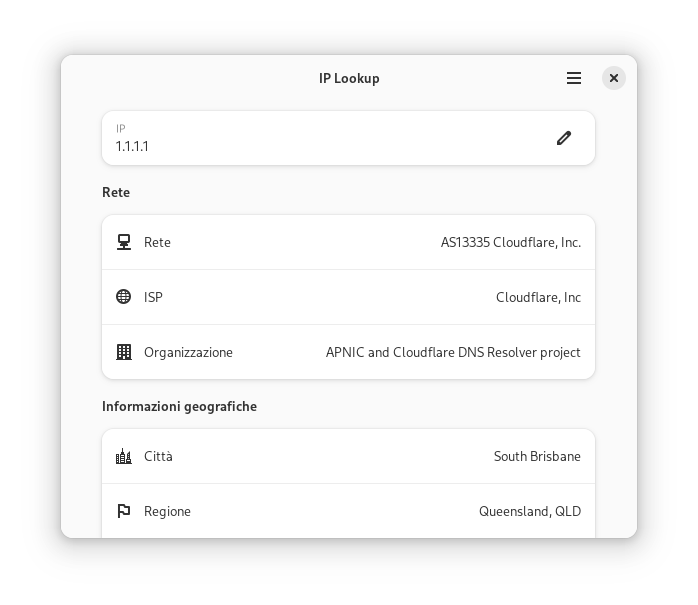 IP Lookup
IP
1.1.1.1
Rete
Rete AS13335 Cloudflare, Inc.
ISP Cloudflare, Inc
Organizzazione APNIC and Cloudflare DNS Resolver project
Informazioni geografiche
Città South Brisbane
Regione Queensland, QLD